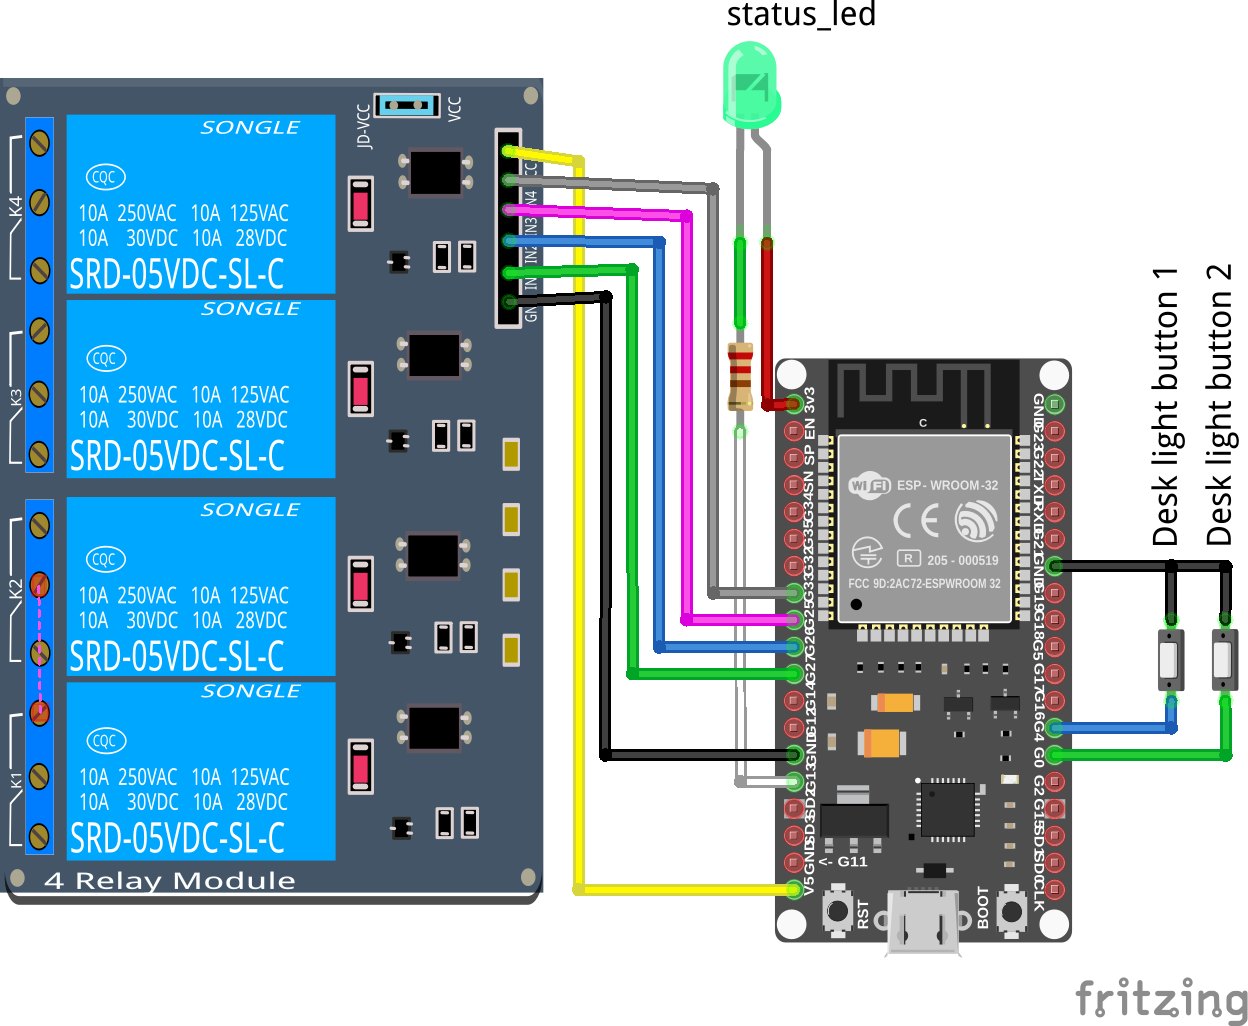 status_led
JD-VCC
VCC
SONGLE
CQC
10A 250VAC 10A 125VAC
10A 30VDC 10A 28VDC
SRD-05VDC-SL-C
K4
IN4
IN3
IN2
SONGLE
CQC
10A 250VAC 10A 125VAC
10A 30VDC 10A 28VDC
SRD-05VDC-SL-C
K3
SONGLE
CQC
10A 250VAC 10A 125VAC
10A 30VDC 10A 28VDC
SRD-05VDC-SL-C
K2
SONGLE
CQC
10A 250VAC 10A 125VAC
10A 30VDC 10A 28VDC
SRD-05VDC-SL-C
K1
4 Relay Module
3V3
EN
SP
SN
G34
G35
G32
G33
G25
G26
G27
G14
G12
GND
G13
SD2
SD3
GND
V5
C
WiFi
ESP-WROOM-32
CE
R
205-000519
FCC 9D:2AC72-ESPWROOM 32
<- G11
RST
BOOT
GND
G23
G22
TX0
RX0
G21
GND
G19
G18
G5
G17
G16
G4
G0
G2
G15
SD1
SD0
CLK
Desk light button 1
Desk light button 2
fritzing